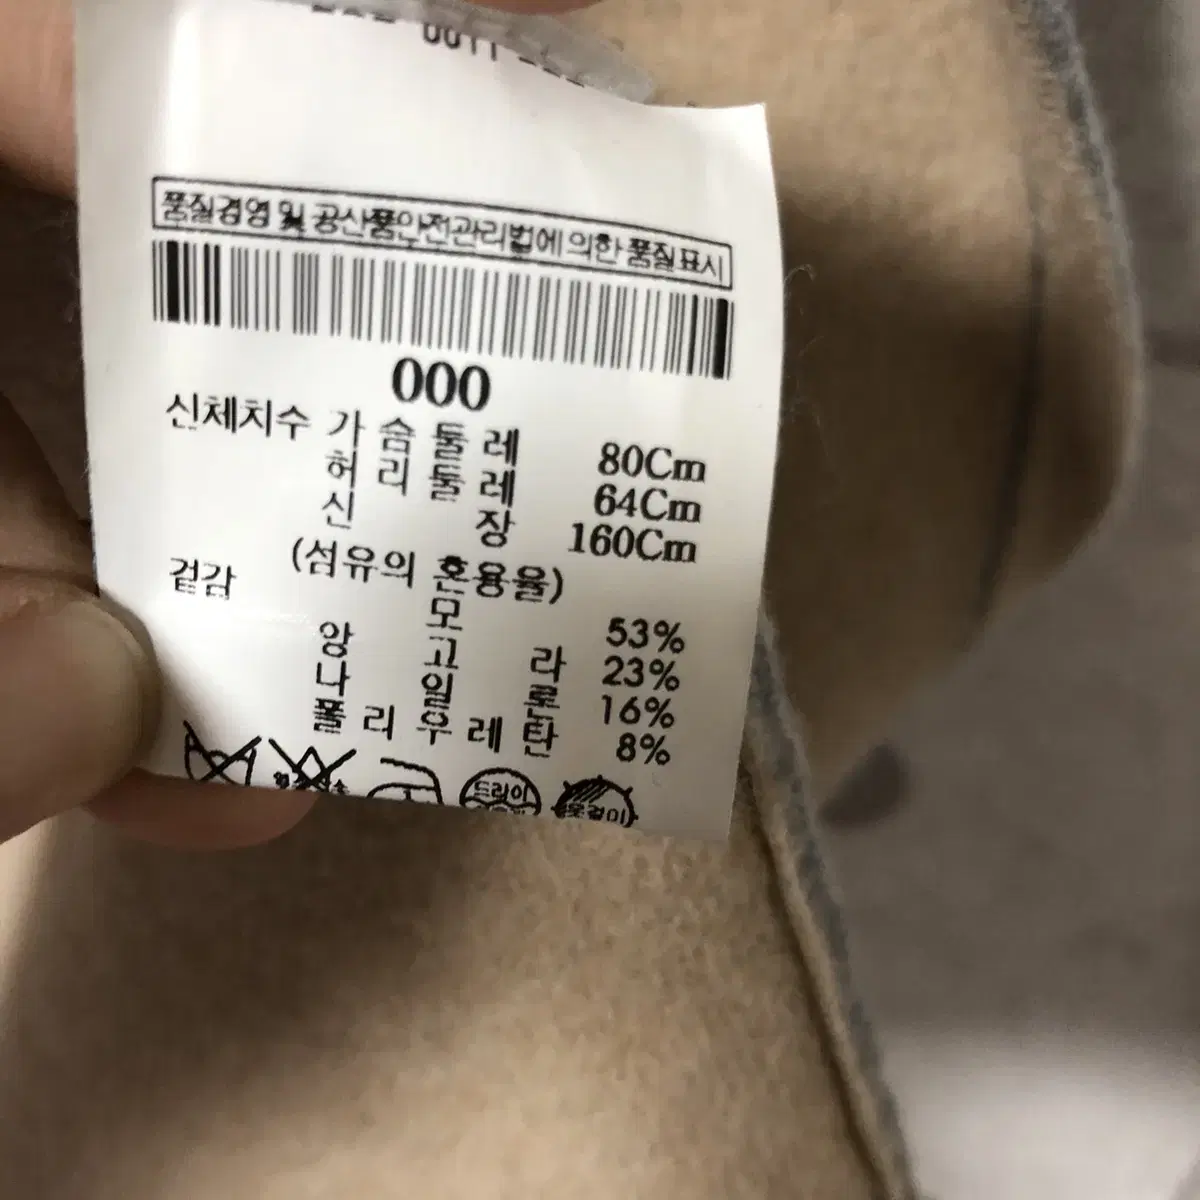 품질경영 및 공산품안전관리법에 의한 품질표시
000
신체치수 가 슴 둘 레 80Cm
허 리 둘 레 64Cm
신 장 160Cm
(섬유의 혼용율)
겉감
모 53%
앙 고 라 23%
나 일 론 16%
폴 리 우 레 탄 8%
드라이
옷걸이